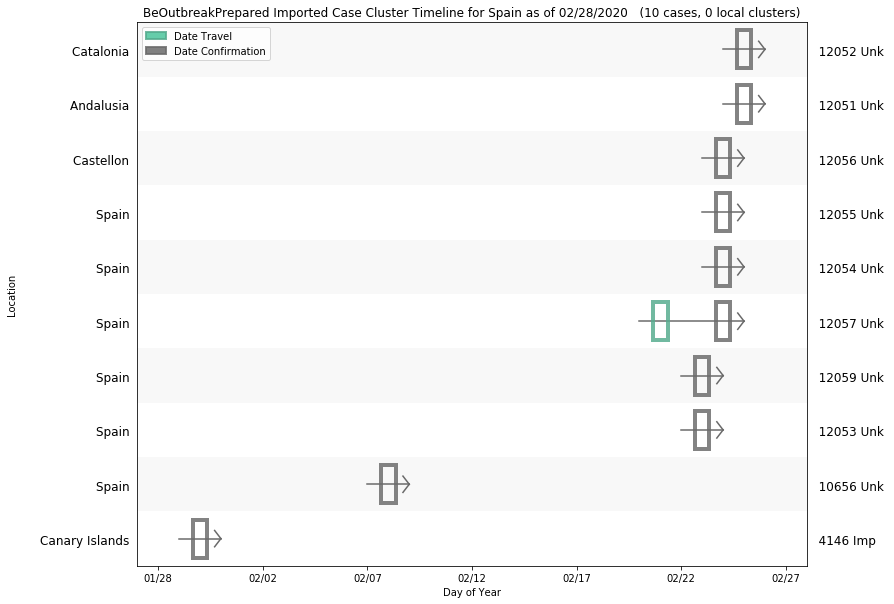 BeOutbreakPrepared Imported Case Cluster Timeline for Spain as of 02/28/2020   (10 cases, 0 local clusters)
Date Travel
Date Confirmation
Catalonia 12052 Unk
Andalusia 12051 Unk
Castellon 12056 Unk
Spain 12055 Unk
Spain 12054 Unk
Spain 12057 Unk
Spain 12059 Unk
Spain 12053 Unk
Spain 10656 Unk
Canary Islands 4146 Imp
Location
01/28 02/02 02/07 02/12 02/17 02/22 02/27
Day of Year